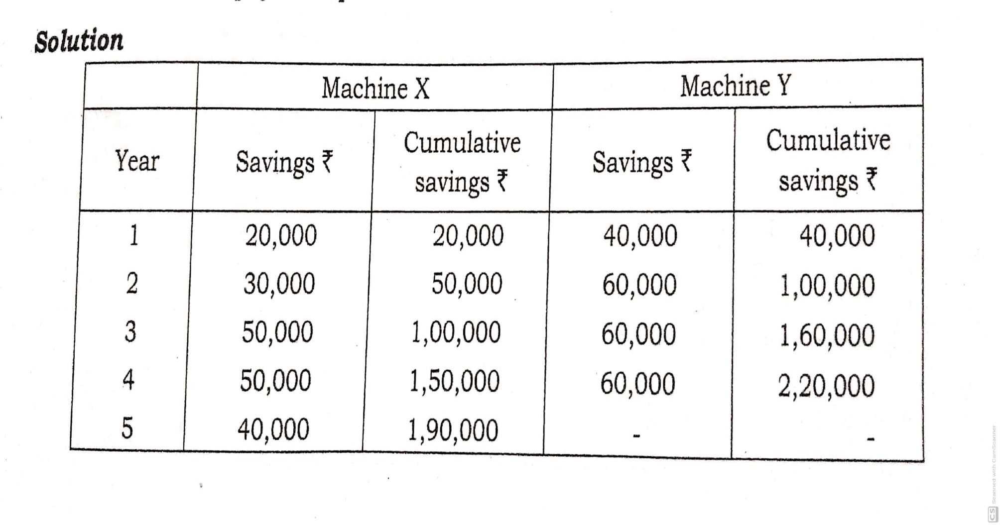 Solution
Machine X Machine Y
Year Savings ₹ Cumulative savings ₹ Savings ₹ Cumulative savings ₹
1 20,000 20,000 40,000 40,000
2 30,000 50,000 60,000 1,00,000
3 50,000 1,00,000 60,000 1,60,000
4 50,000 1,50,000 60,000 2,20,000
5 40,000 1,90,000 - -
CS Scanned with CamScanner